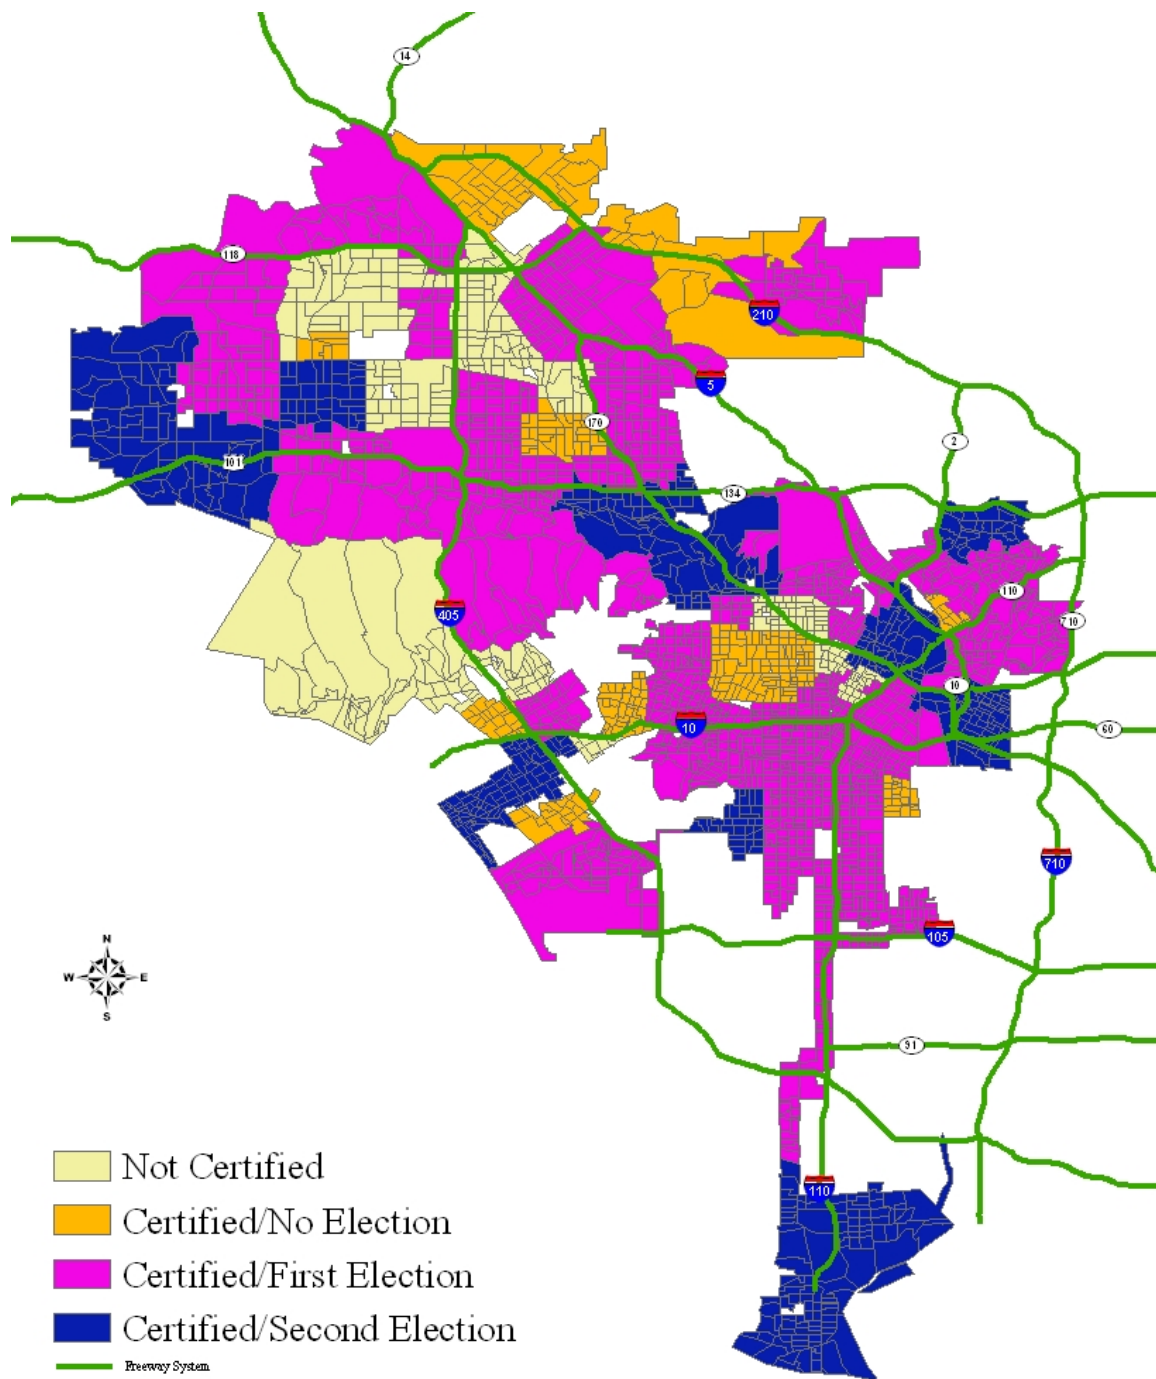 14
118
210
5
170
2
101
134
110
405
710
10
10
60
710
105
N
W E
S
91
Not Certified
110
Certified/No Election
Certified/First Election
Certified/Second Election
Freeway System